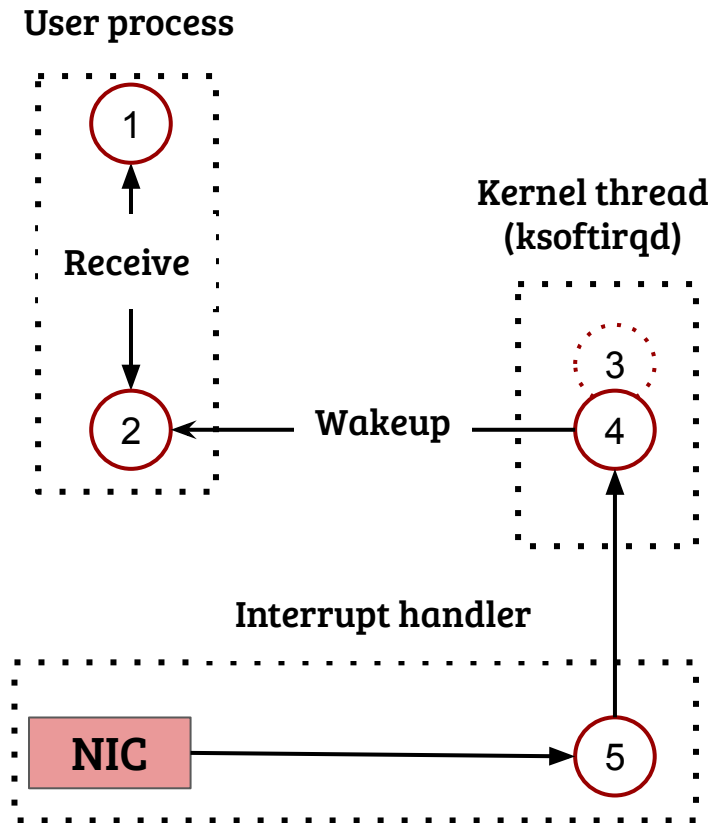 User process
1
Kernel thread
(ksoftirqd)
Receive
3
2
Wakeup
4
Interrupt handler
NIC
5